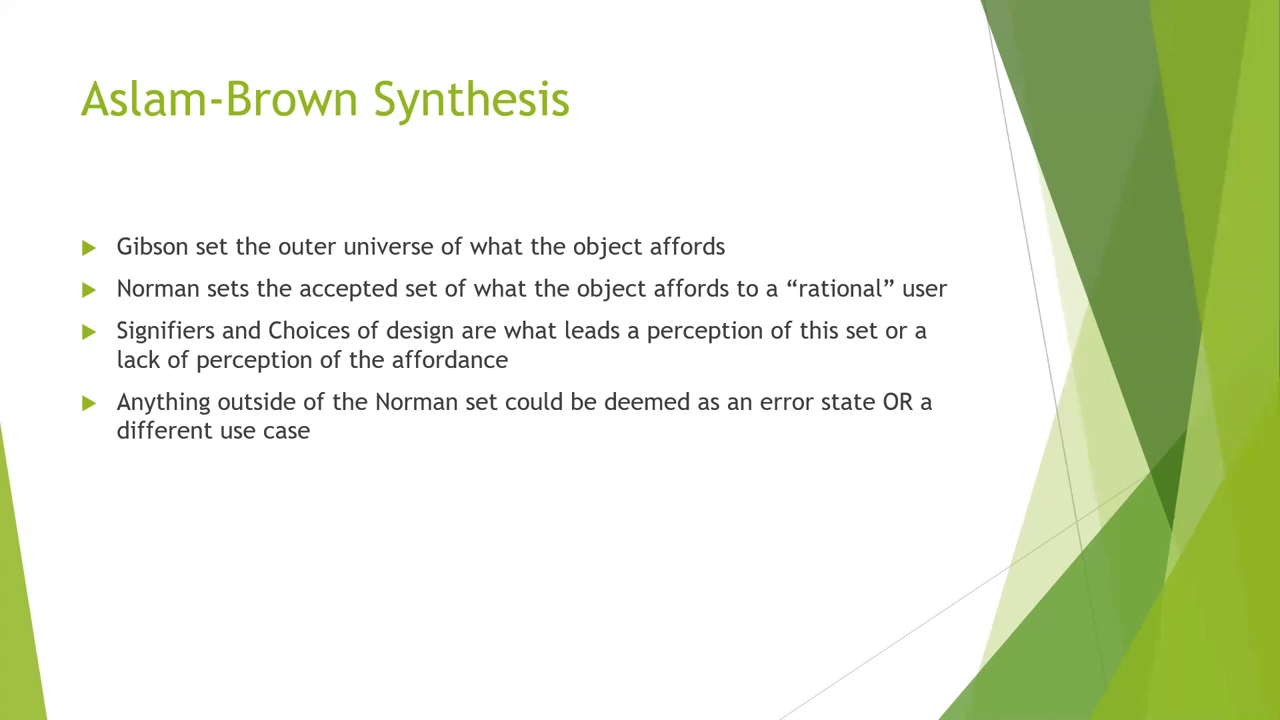 Aslam-Brown Synthesis
Gibson set the outer universe of what the object affords
Norman sets the accepted set of what the object affords to a “rational” user
Signifiers and Choices of design are what leads a perception of this set or a
lack of perception of the affordance
Anything outside of the Norman set could be deemed as an error state OR a
different use case